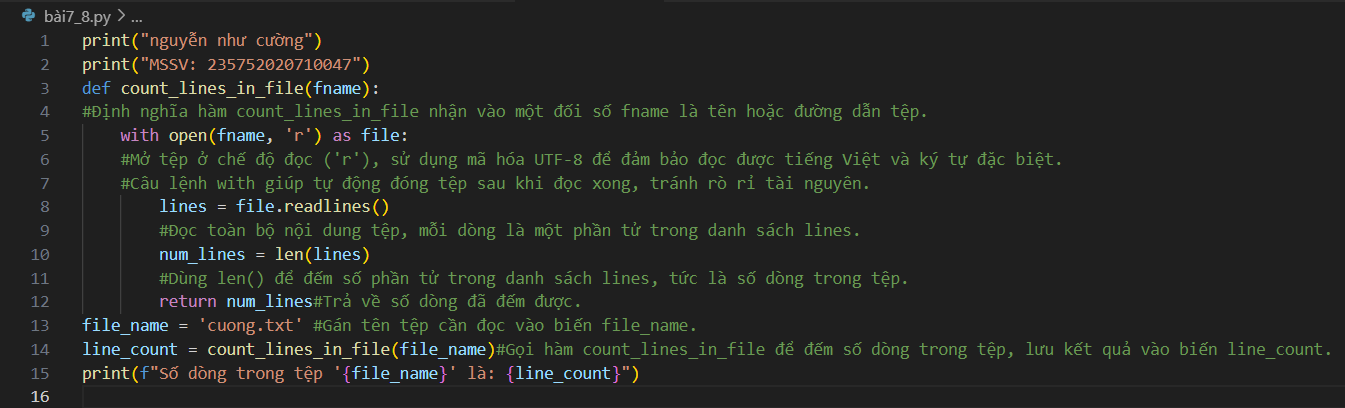 bài7_8.py > ...
1 print("nguyễn như cường")
2 print("MSSV: 235752020710047")
3 def count_lines_in_file(fname):
4 #Định nghĩa hàm count_lines_in_file nhận vào một đối số fname là tên hoặc đường dẫn tệp.
5     with open(fname, 'r') as file:
6     #Mở tệp ở chế độ đọc ('r'), sử dụng mã hóa UTF-8 để đảm bảo đọc được tiếng Việt và ký tự đặc biệt.
7     #Câu lệnh with giúp tự động đóng tệp sau khi đọc xong, tránh rò rỉ tài nguyên.
8         lines = file.readlines()
9         #Đọc toàn bộ nội dung tệp, mỗi dòng là một phần tử trong danh sách lines.
10         num_lines = len(lines)
11         #Dùng len() để đếm số phần tử trong danh sách lines, tức là số dòng trong tệp.
12         return num_lines#Trả về số dòng đã đếm được.
13 file_name = 'cuong.txt' #Gán tên tệp cần đọc vào biến file_name.
14 line_count = count_lines_in_file(file_name)#Gọi hàm count_lines_in_file để đếm số dòng trong tệp, lưu kết quả vào biến line_count.
15 print(f"Số dòng trong tệp '{file_name}' là: {line_count}")
16